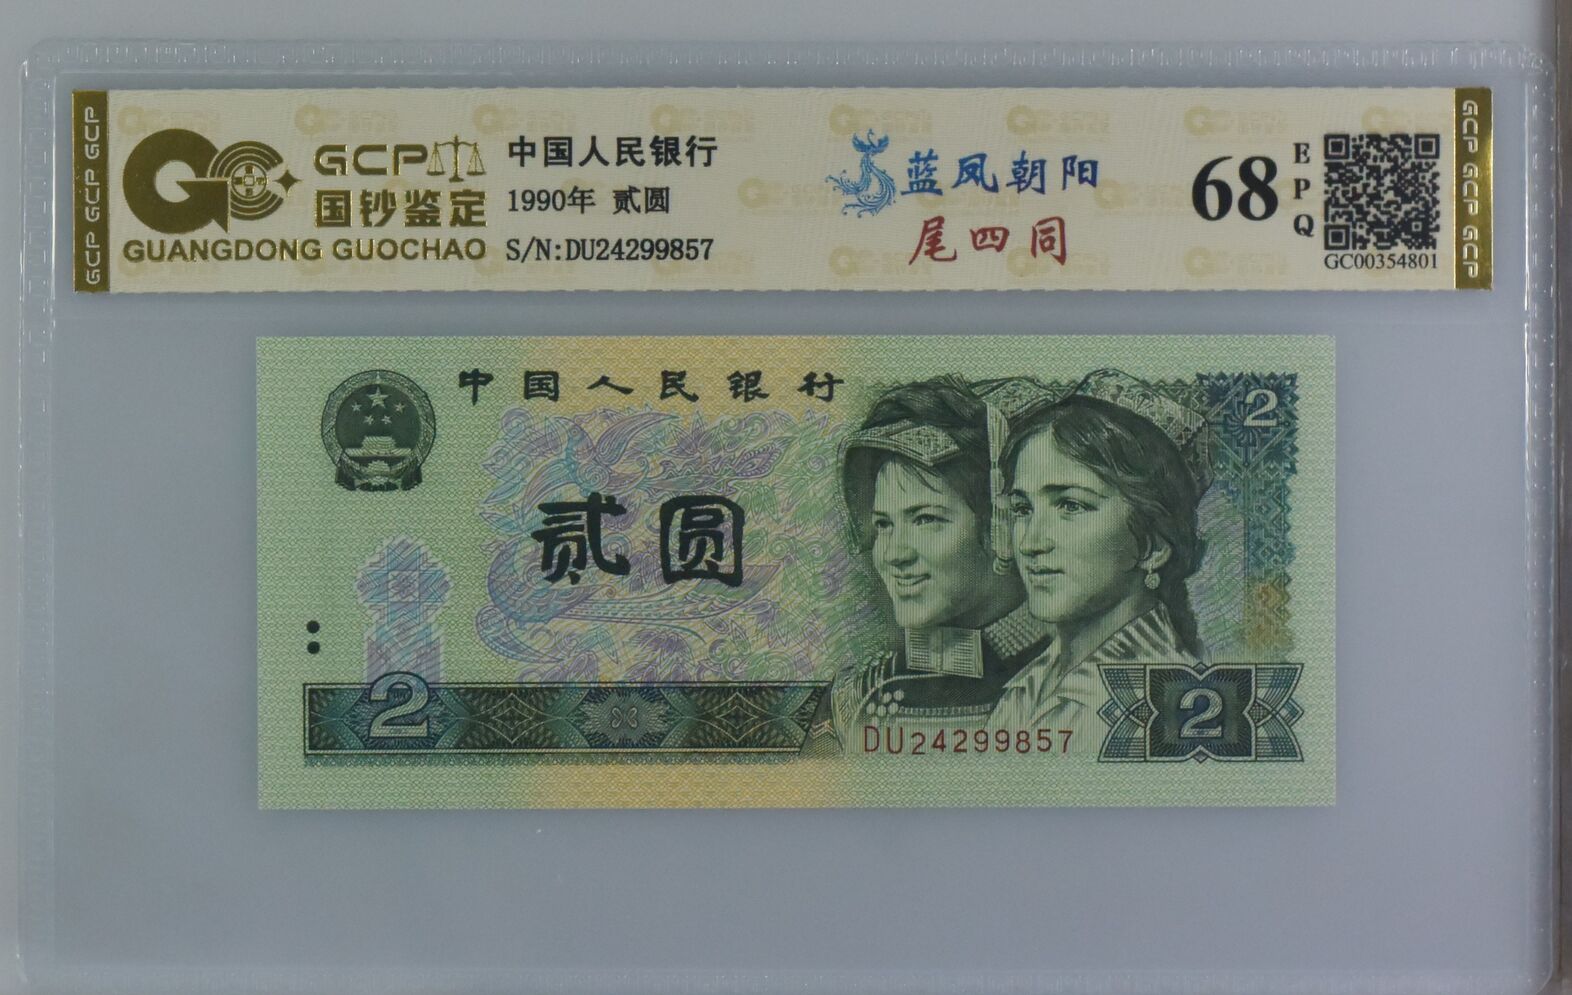 GCP GCP GCP
GCP
国钞鉴定
GUANGDONG GUOCHAO
中国人民银行
1990年 贰圆
S/N:DU24299857
蓝凤朝阳
尾四同
68
EPQ
GC00354801
GCP GCP GCP
中国人民银行
2
贰圆
2
DU24299857
2